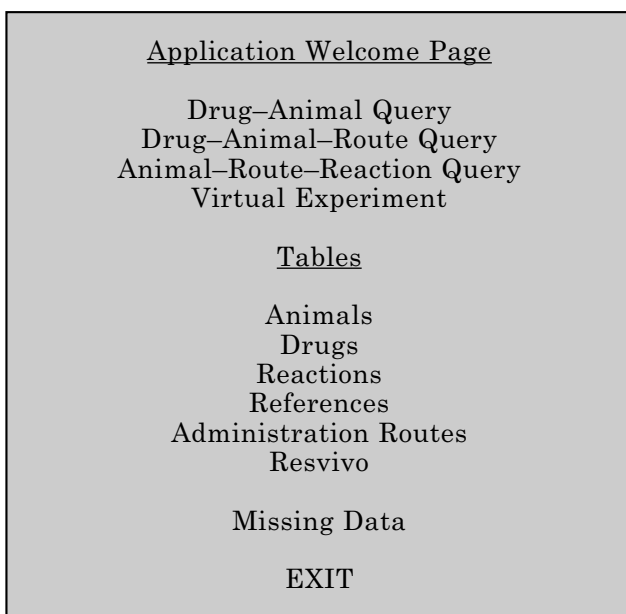 Application Welcome Page
Drug–Animal Query
Drug–Animal–Route Query
Animal–Route–Reaction Query
Virtual Experiment
Tables
Animals
Drugs
Reactions
References
Administration Routes
Resvivo
Missing Data
EXIT